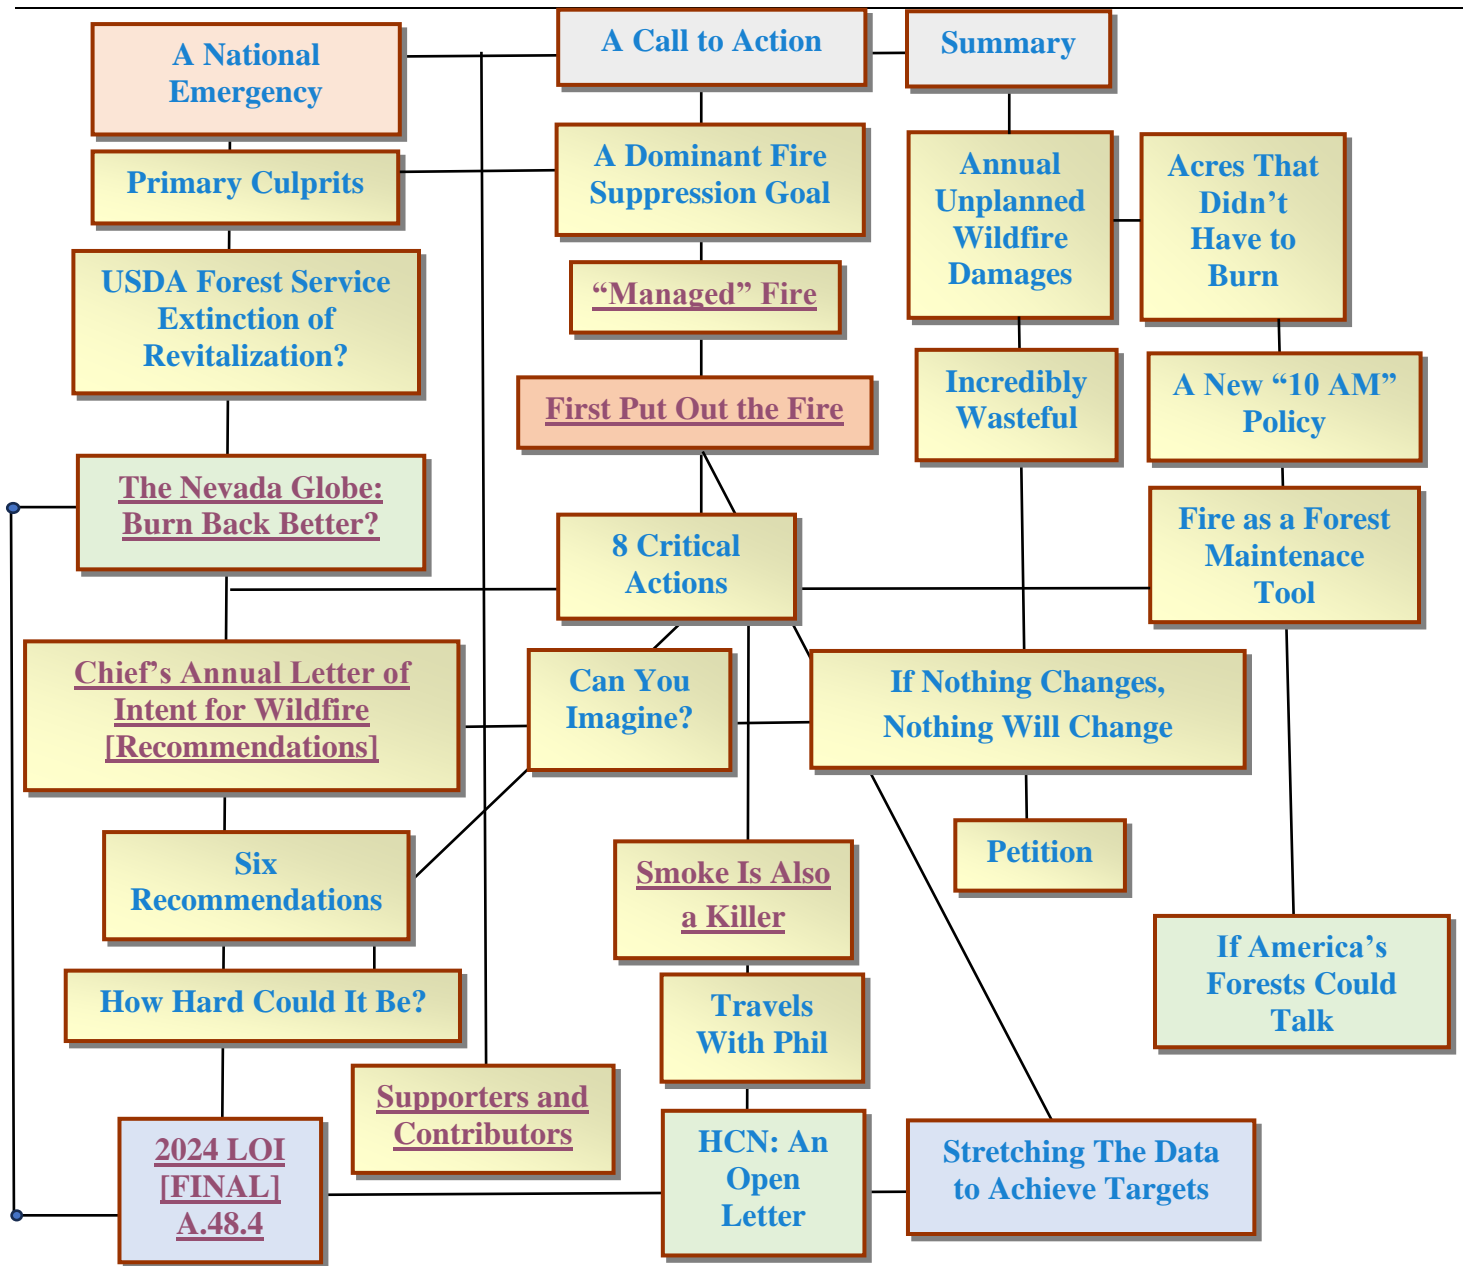 A National
Emergency
A Call to Action
Summary
Primary Culprits
A Dominant Fire
Suppression Goal
Annual
Unplanned
Wildfire
Damages
Acres That
Didn’t
Have to
Burn
USDA Forest Service
Extinction of
Revitalization?
“Managed” Fire
First Put Out the Fire
Incredibly
Wasteful
A New “10 AM”
Policy
The Nevada Globe:
Burn Back Better?
8 Critical
Actions
Fire as a Forest
Maintenace
Tool
Chief’s Annual Letter of
Intent for Wildfire
[Recommendations]
Can You
Imagine?
If Nothing Changes,
Nothing Will Change
Six
Recommendations
Smoke Is Also
a Killer
Petition
How Hard Could It Be?
Travels
With Phil
If America’s
Forests Could
Talk
Supporters and
Contributors
2024 LOI
[FINAL]
A.48.4
HCN: An
Open
Letter
Stretching The Data
to Achieve Targets